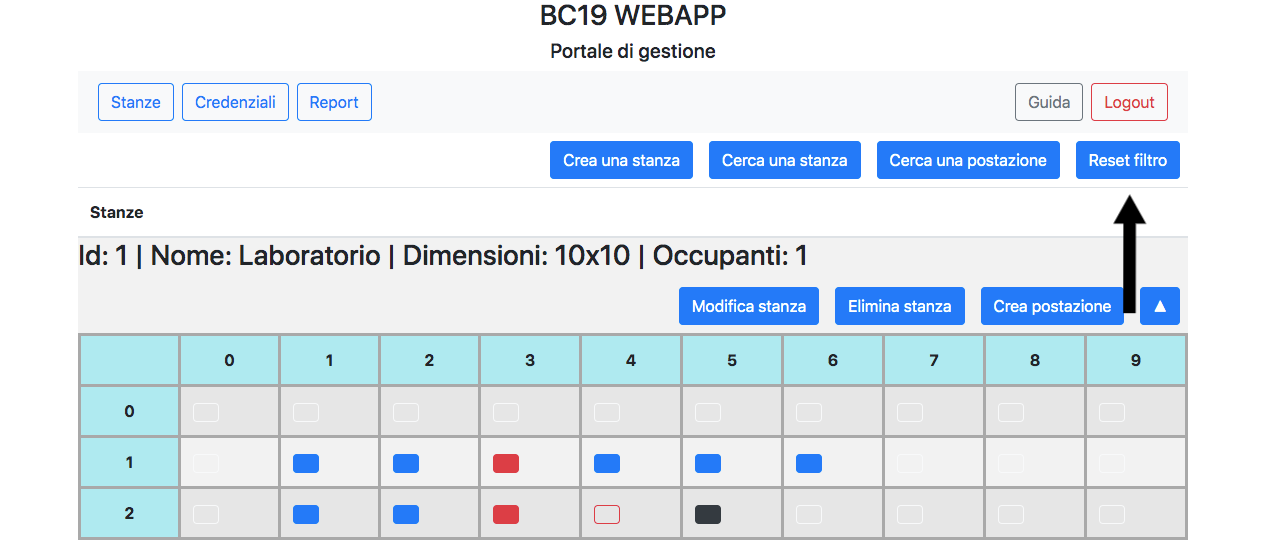 BC19 WEBAPP
Portale di gestione
Stanze Credenziali Report Guida Logout
Crea una stanza Cerca una stanza Cerca una postazione Reset filtro
Stanze
Id: 1 | Nome: Laboratorio | Dimensioni: 10x10 | Occupanti: 1
Modifica stanza Elimina stanza Crea postazione ▲
0 1 2 3 4 5 6 7 8 9
0
1
2